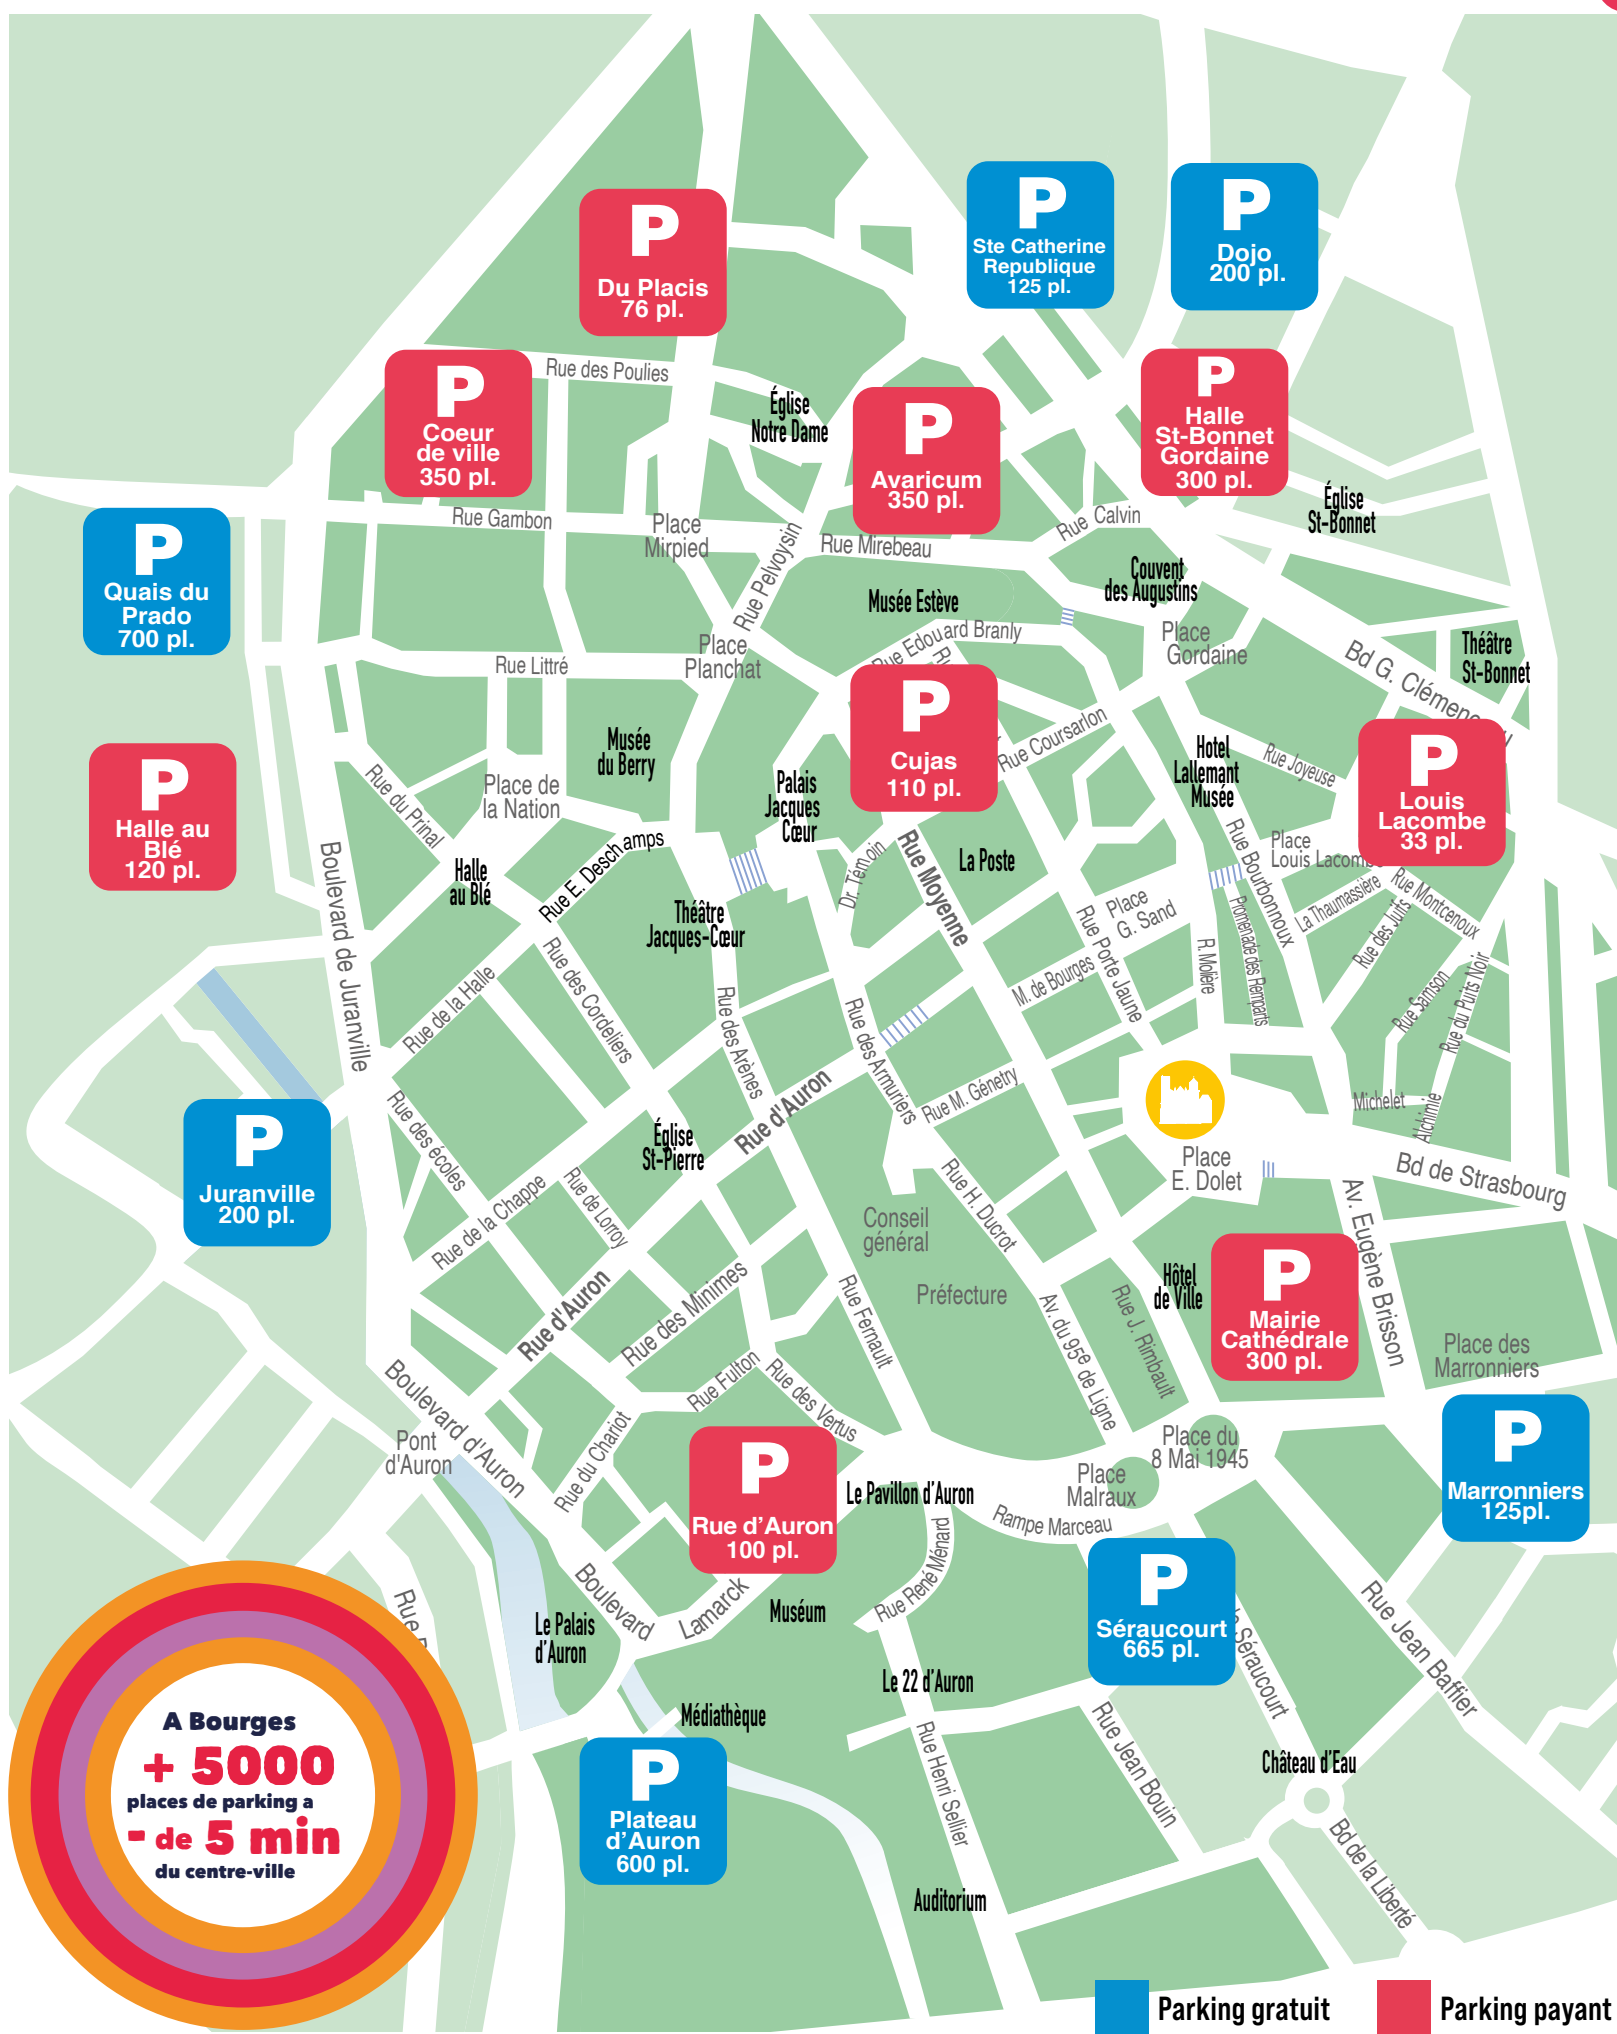 P
Ste Catherine
Republique
125 pl.
P
Dojo
200 pl.
P
Du Placis
76 pl.
P
Coeur
de ville
350 pl.
Rue des Poulies
Église
Notre Dame
P
Avaricum
350 pl.
P
Halle
St-Bonnet
Gordaine
300 pl.
Église
St-Bonnet
Rue Gambon
Place
Mirpied
Rue Pelvoysin
Rue Mirebeau
Rue Calvin
P
Quais du
Prado
700 pl.
Couvent
des Augustins
Musée Estève
Rue Edouard Branly
Place
Gordaine
Bd G. Clémenc
Théâtre
St-Bonnet
Rue Littré
Place
Planchat
P
Cujas
110 pl.
Rue Coursarlon
P
Halle au
Blé
120 pl.
Rue du Prinal
Place de
la Nation
Musée
du Berry
Palais
Jacques
Cœur
Hotel
Lallemant
Musée
Rue Joyeuse
P
Louis
Lacombe
33 pl.
Place
Louis Lacombe
Boulevard de Juranville
Halle
au Blé
Rue E. Deschamps
Dr. Témoin
Rue Moyenne
La Poste
Rue Bourbonnoux
La Thaumassière
Rue Montcenoux
Rue des Juifs
Théâtre
Jacques-Cœur
Place
G. Sand
Rue Porte Jaune
R. Molière
Promenade des Remparts
M. de Bourges
Rue de la Halle
Rue des Cordeliers
Rue des Arènes
Rue des Armuriers
Rue Samson
Rue du Puits Noir
Rue M. Génetry
Michelet
Alchimie
P
Juranville
200 pl.
Rue des écoles
Église
St-Pierre
Rue d'Auron
Place
E. Dolet
Bd de Strasbourg
Rue de la Chappe
Rue de Lorroy
Conseil
général
Rue H. Ducrot
Préfecture
Av. Eugène Brisson
Rue d'Auron
Rue des Minimes
Rue Fernault
Av. du 95e de Ligne
Rue J. Rimbault
Hôtel
de Ville
P
Mairie
Cathédrale
300 pl.
Place des
Marronniers
Boulevard d'Auron
Pont
d'Auron
Rue du Chariot
Rue Fulton
Rue des Vertus
P
Rue d'Auron
100 pl.
Le Pavillon d'Auron
Place
Malraux
Place du
8 Mai 1945
Rampe Marceau
P
Marronniers
125pl.
Boulevard
Lamarck
Muséum
Rue René Ménard
P
Séraucourt
665 pl.
Séraucourt
Rue Jean Baffier
Rue
Le Palais
d'Auron
Le 22 d'Auron
Médiathèque
Rue Henri Sellier
Rue Jean Bouin
Château d'Eau
Bd de la Liberté
P
Plateau
d'Auron
600 pl.
Auditorium
A Bourges
+ 5000
places de parking a
- de 5 min
du centre-ville
Parking gratuit
Parking payant